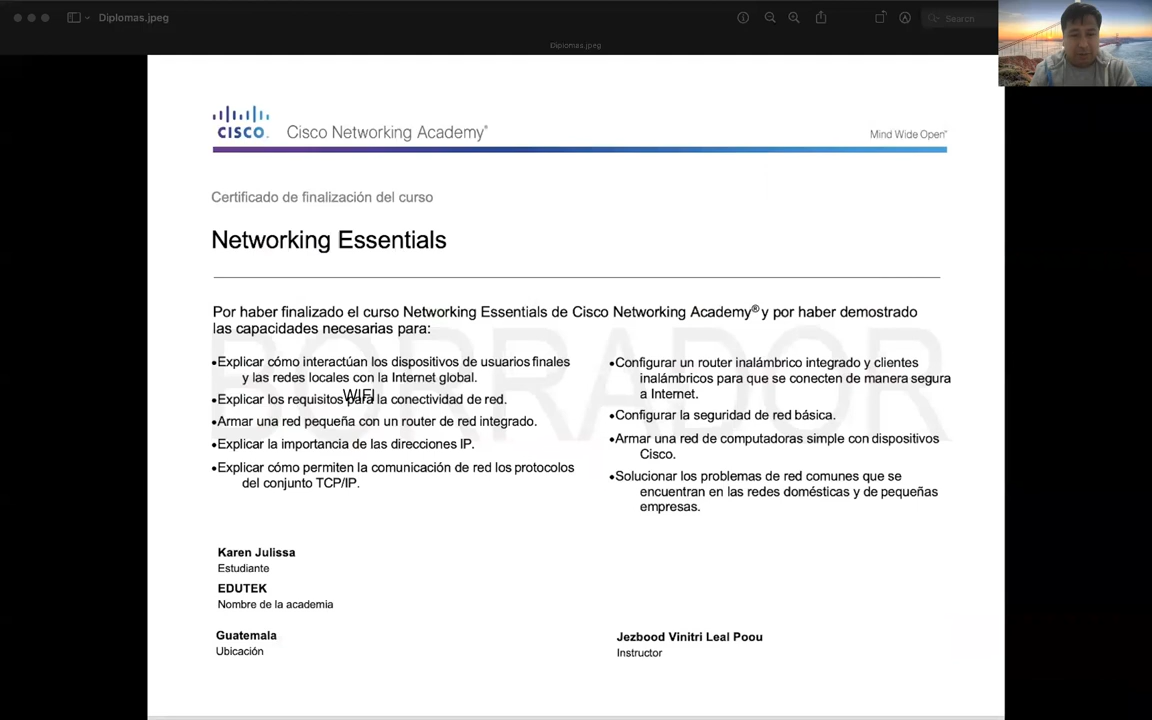 Diplomas.jpeg
Search
Diplomas.jpeg
CISCO
Cisco Networking Academy®
Mind Wide Open™
Certificado de finalización del curso
Networking Essentials
Por haber finalizado el curso Networking Essentials de Cisco Networking Academy® y por haber demostrado
las capacidades necesarias para:
BORRADOR
•Explicar cómo interactúan los dispositivos de usuarios finales
y las redes locales con la Internet global.
WIFI
•Explicar los requisitos para la conectividad de red.
•Armar una red pequeña con un router de red integrado.
•Explicar la importancia de las direcciones IP.
•Explicar cómo permiten la comunicación de red los protocolos
del conjunto TCP/IP.
•Configurar un router inalámbrico integrado y clientes
inalámbricos para que se conecten de manera segura
a Internet.
•Configurar la seguridad de red básica.
•Armar una red de computadoras simple con dispositivos
Cisco.
•Solucionar los problemas de red comunes que se
encuentran en las redes domésticas y de pequeñas
empresas.
Karen Julissa
Estudiante
EDUTEK
Nombre de la academia
Guatemala
Ubicación
Jezbood Vinitri Leal Poou
Instructor